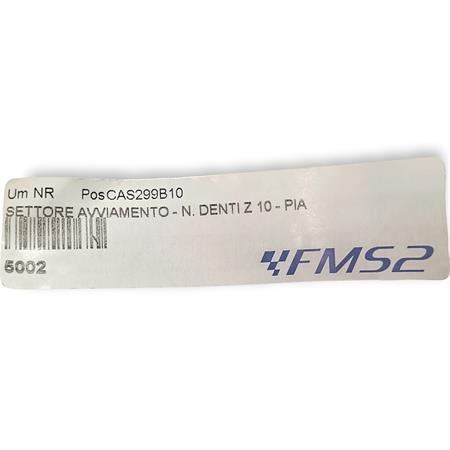 Um NR PosCAS299B10
SETTORE AVVIAMENTO - N. DENTI Z 10 - PIA
5002
FMS2